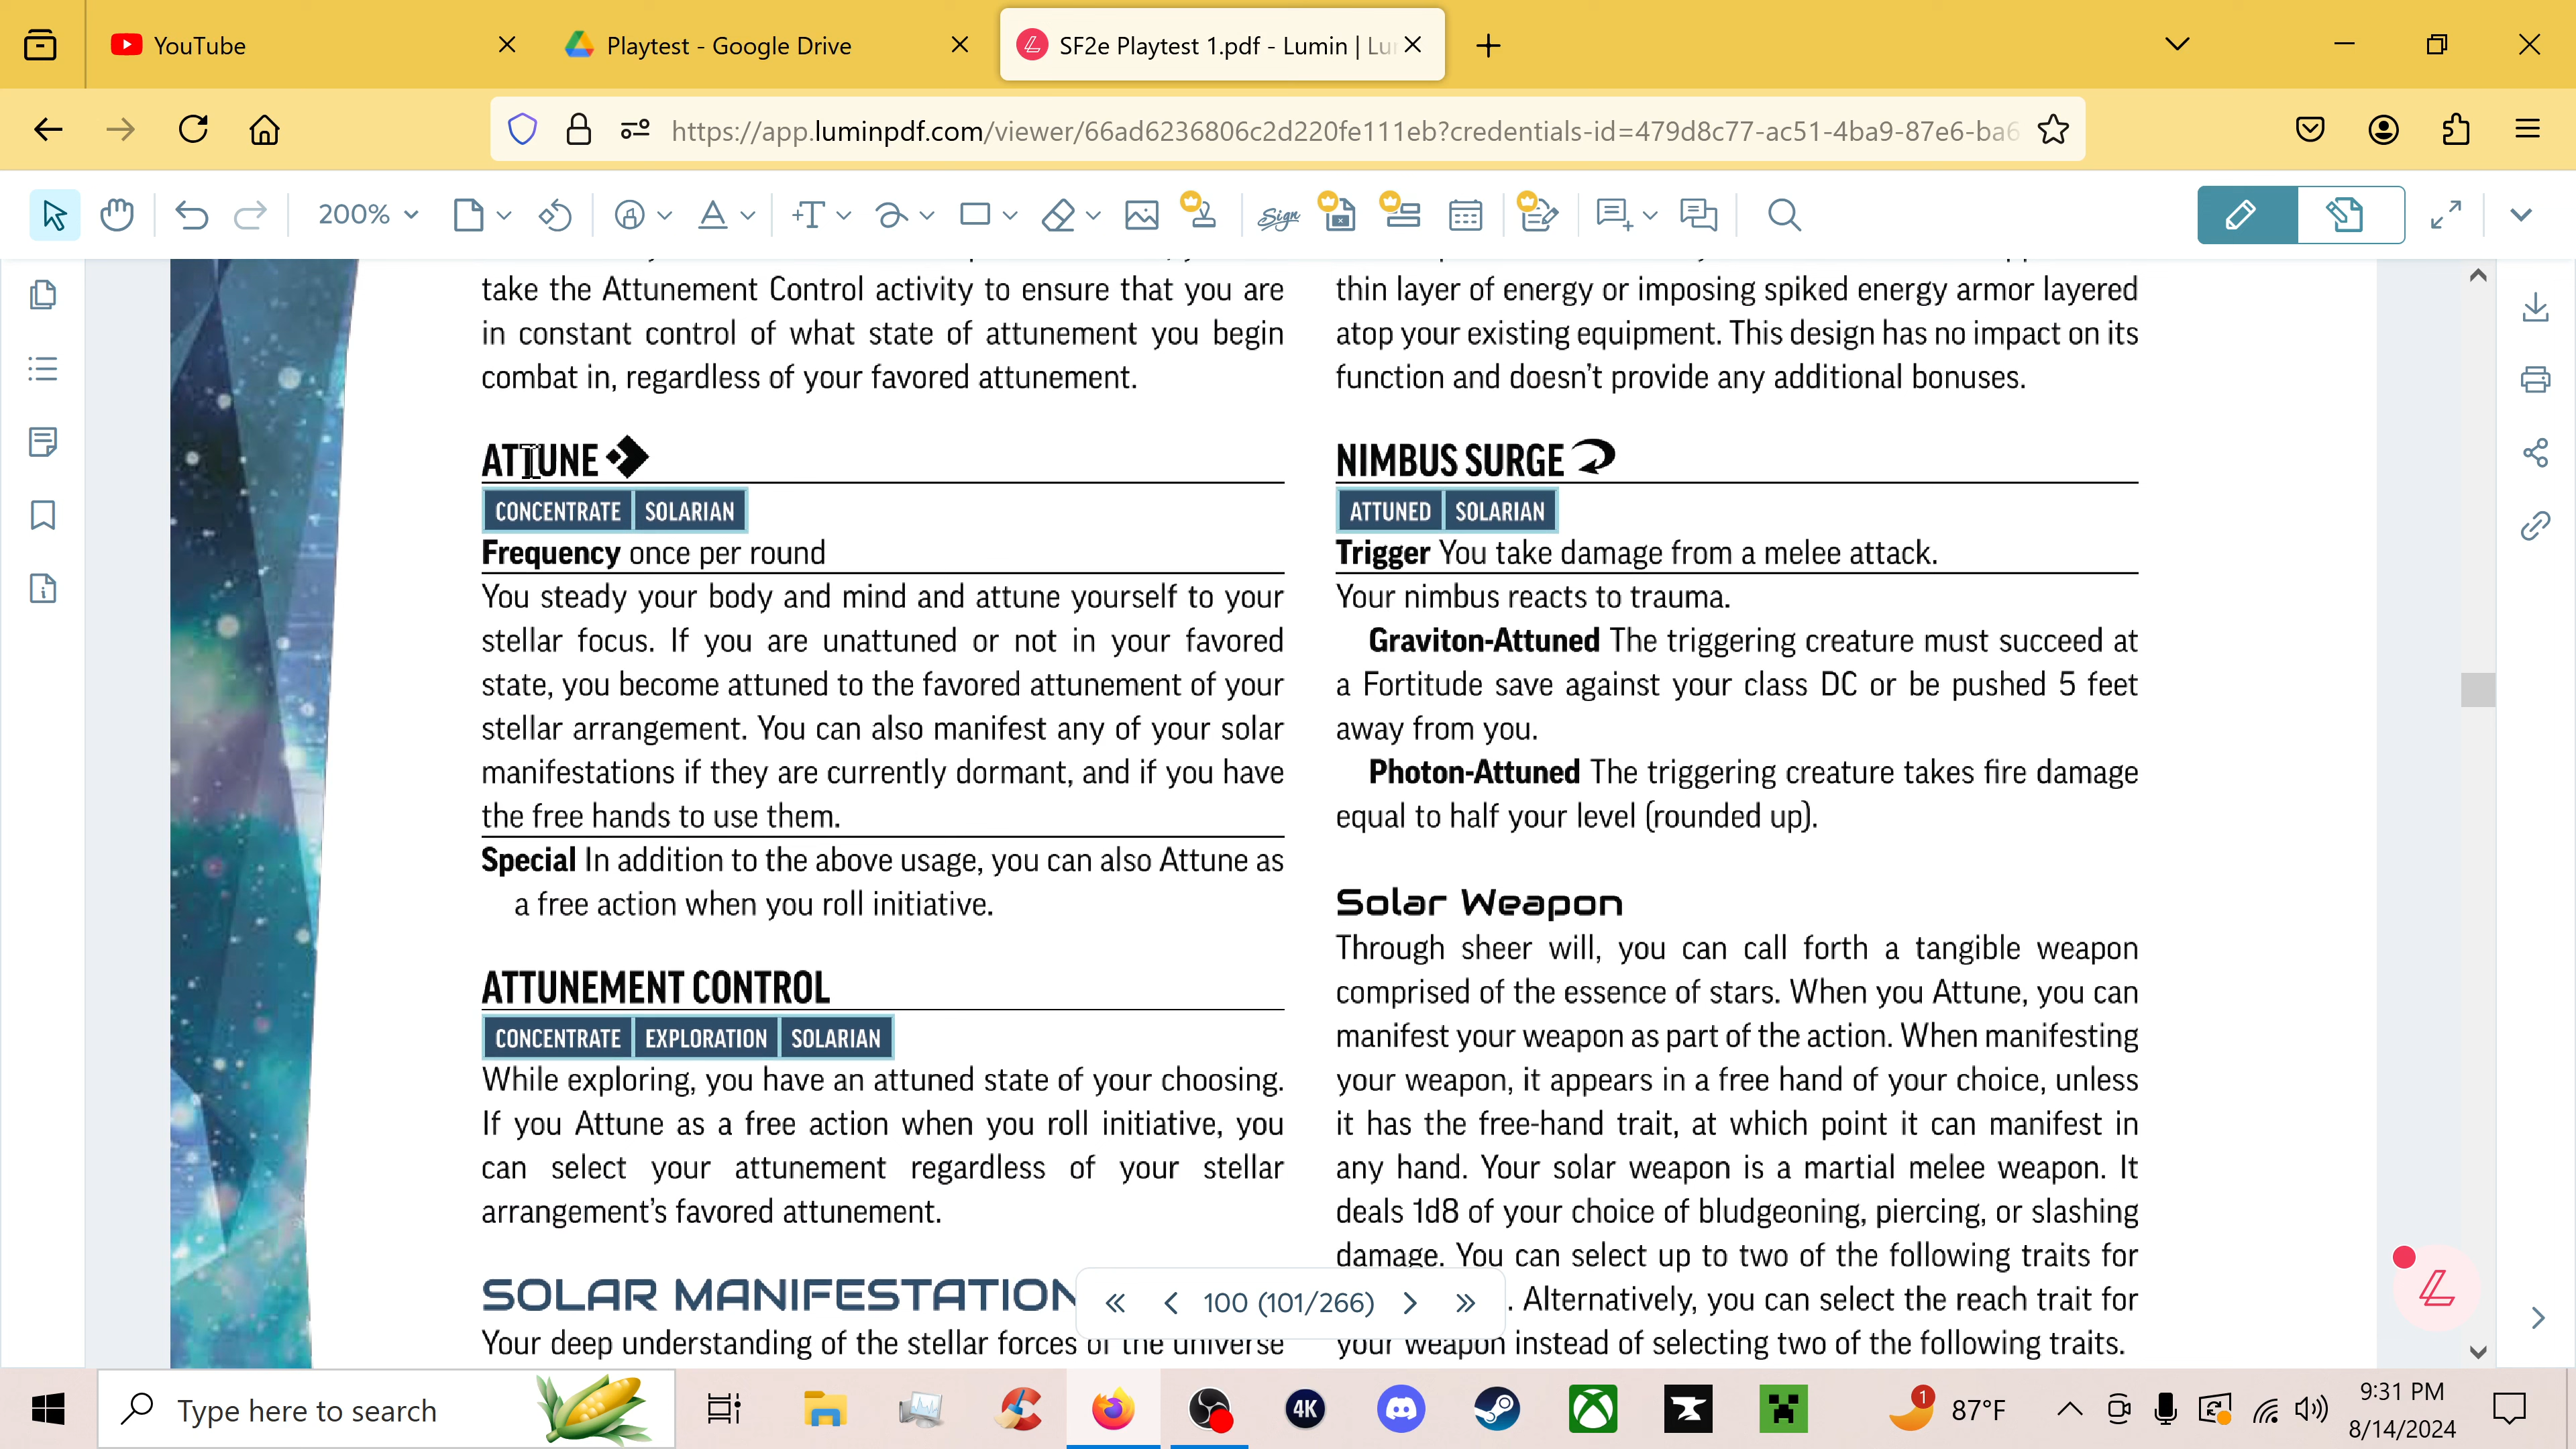 YouTube
Playtest - Google Drive
SF2e Playtest 1.pdf - Lumin | Lu
https://app.luminpdf.com/viewer/66ad6236806c2d220fe111eb?credentials-id=479d8c77-ac51-4ba9-87e6-ba6
200%
Sign
take the Attunement Control activity to ensure that you are
in constant control of what state of attunement you begin
combat in, regardless of your favored attunement.
ATTUNE
CONCENTRATE SOLARIAN
Frequency once per round
You steady your body and mind and attune yourself to your
stellar focus. If you are unattuned or not in your favored
state, you become attuned to the favored attunement of your
stellar arrangement. You can also manifest any of your solar
manifestations if they are currently dormant, and if you have
the free hands to use them.
Special In addition to the above usage, you can also Attune as
a free action when you roll initiative.
ATTUNEMENT CONTROL
CONCENTRATE EXPLORATION SOLARIAN
While exploring, you have an attuned state of your choosing.
If you Attune as a free action when you roll initiative, you
can select your attunement regardless of your stellar
arrangement's favored attunement.
SOLAR MANIFESTATION
Your deep understanding of the stellar forces of the universe
thin layer of energy or imposing spiked energy armor layered
atop your existing equipment. This design has no impact on its
function and doesn't provide any additional bonuses.
NIMBUS SURGE
ATTUNED SOLARIAN
Trigger You take damage from a melee attack.
Your nimbus reacts to trauma.
Graviton-Attuned The triggering creature must succeed at
a Fortitude save against your class DC or be pushed 5 feet
away from you.
Photon-Attuned The triggering creature takes fire damage
equal to half your level (rounded up).
Solar Weapon
Through sheer will, you can call forth a tangible weapon
comprised of the essence of stars. When you Attune, you can
manifest your weapon as part of the action. When manifesting
your weapon, it appears in a free hand of your choice, unless
it has the free-hand trait, at which point it can manifest in
any hand. Your solar weapon is a martial melee weapon. It
deals 1d8 of your choice of bludgeoning, piercing, or slashing
damage. You can select up to two of the following traits for
. Alternatively, you can select the reach trait for
your weapon instead of selecting two of the following traits.
100 (101/266)
Type here to search
4K
1
87°F
9:31 PM
8/14/2024